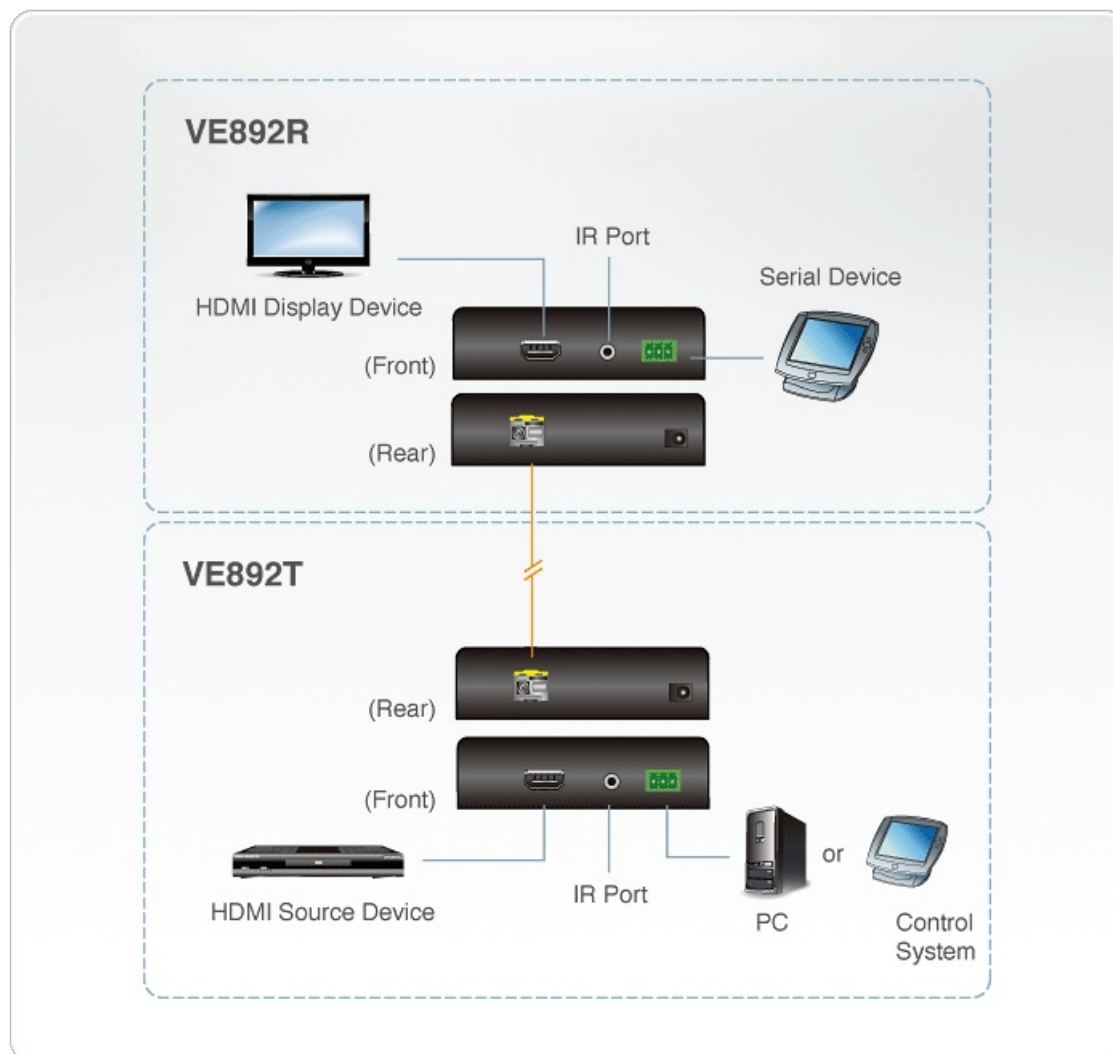 VE892R
IR Port
Serial Device
HDMI Display Device
(Front)
(Rear)
VE892T
(Rear)
(Front)
or
HDMI Source Device
IR Port
PC
Control
System